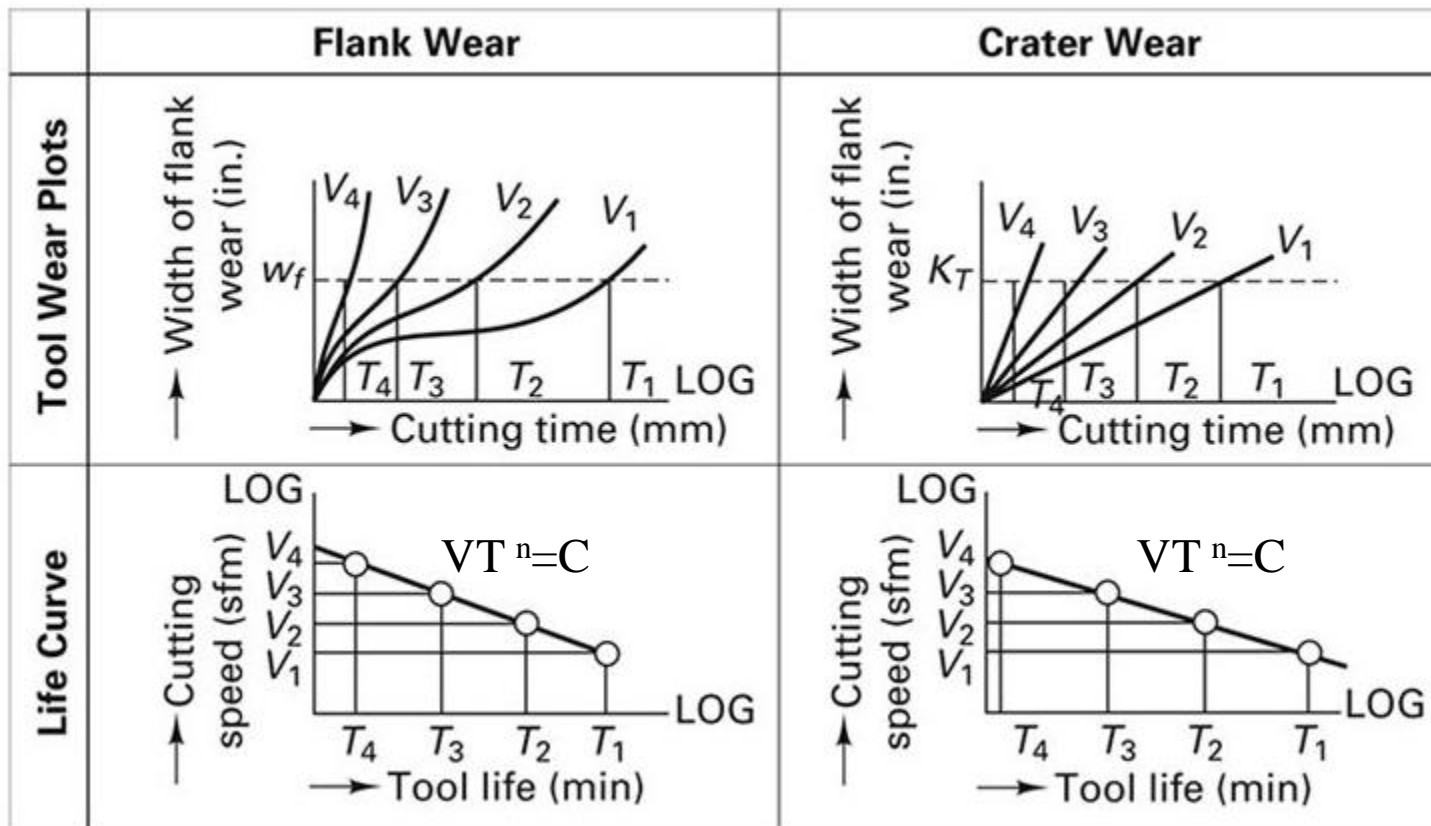 Flank Wear
Crater Wear
Tool Wear Plots
Width of flank
wear (in.)
V4 V3 V2 V1
wf
T4 T3 T2 T1 LOG
Cutting time (mm)
Width of flank
wear (in.)
V4 V3 V2 V1
KT
T4 T3 T2 T1 LOG
Cutting time (mm)
Life Curve
Cutting
speed (sfm)
LOG
VT n=C
V4
V3
V2
V1
LOG
T4 T3 T2 T1
Tool life (min)
Cutting
speed (sfm)
LOG
VT n=C
V4
V3
V2
V1
LOG
T4 T3 T2 T1
Tool life (min)